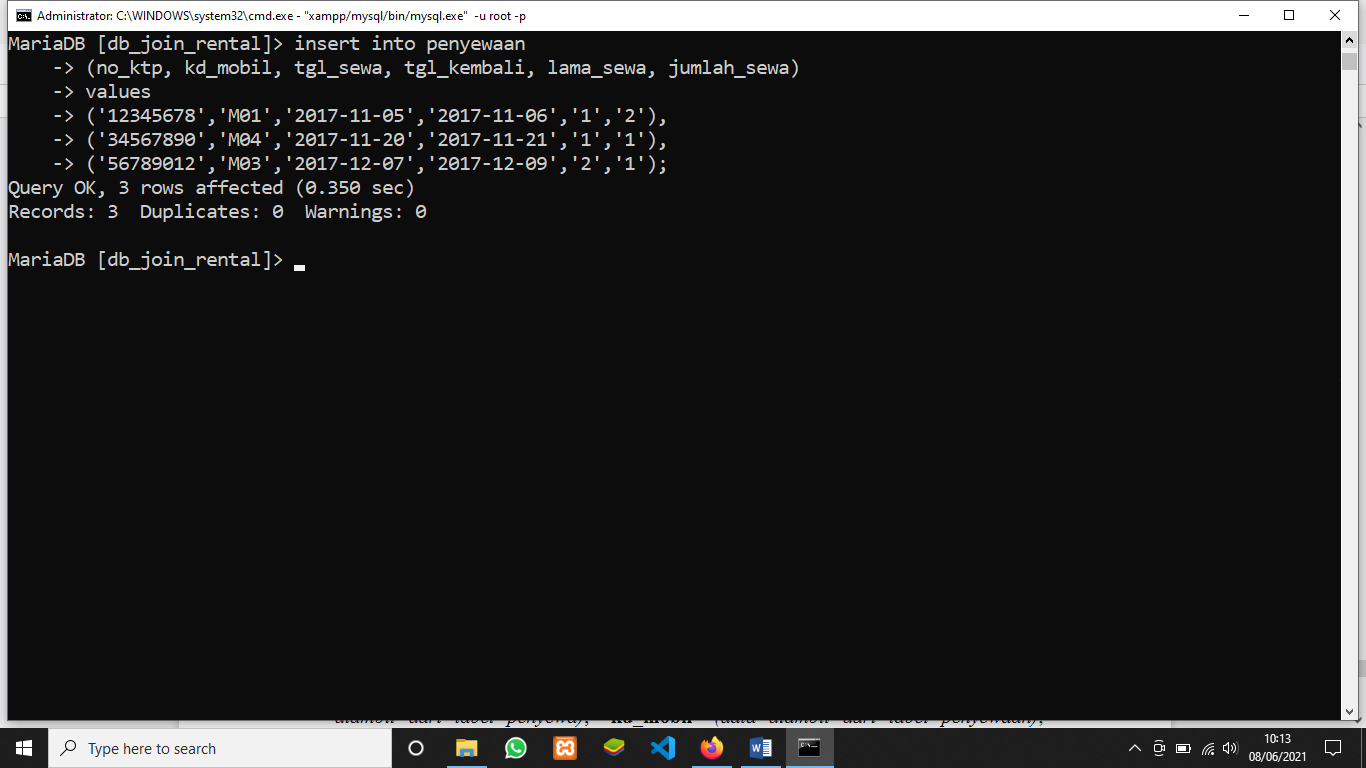 Administrator: C:\WINDOWS\system32\cmd.exe - "xampp/mysql/bin/mysql.exe" -u root -p
MariaDB [db_join_rental]> insert into penyewaan
    -> (no_ktp, kd_mobil, tgl_sewa, tgl_kembali, lama_sewa, jumlah_sewa)
    -> values
    -> ('12345678','M01','2017-11-05','2017-11-06','1','2'),
    -> ('34567890','M04','2017-11-20','2017-11-21','1','1'),
    -> ('56789012','M03','2017-12-07','2017-12-09','2','1');
Query OK, 3 rows affected (0.350 sec)
Records: 3  Duplicates: 0  Warnings: 0
MariaDB [db_join_rental]>
Type here to search
10:13
08/06/2021